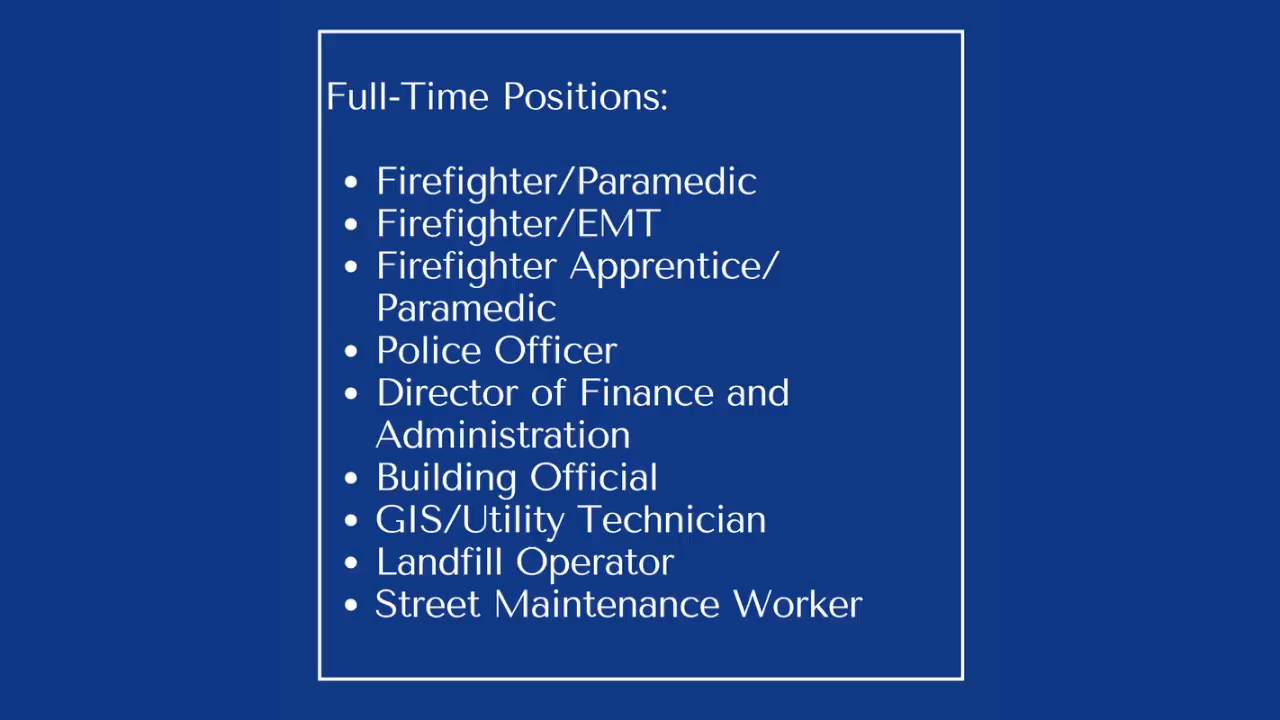 Full-Time Positions:
• Firefighter/Paramedic
• Firefighter/EMT
• Firefighter Apprentice/
Paramedic
• Police Officer
• Director of Finance and
Administration
• Building Official
• GIS/Utility Technician
• Landfill Operator
• Street Maintenance Worker